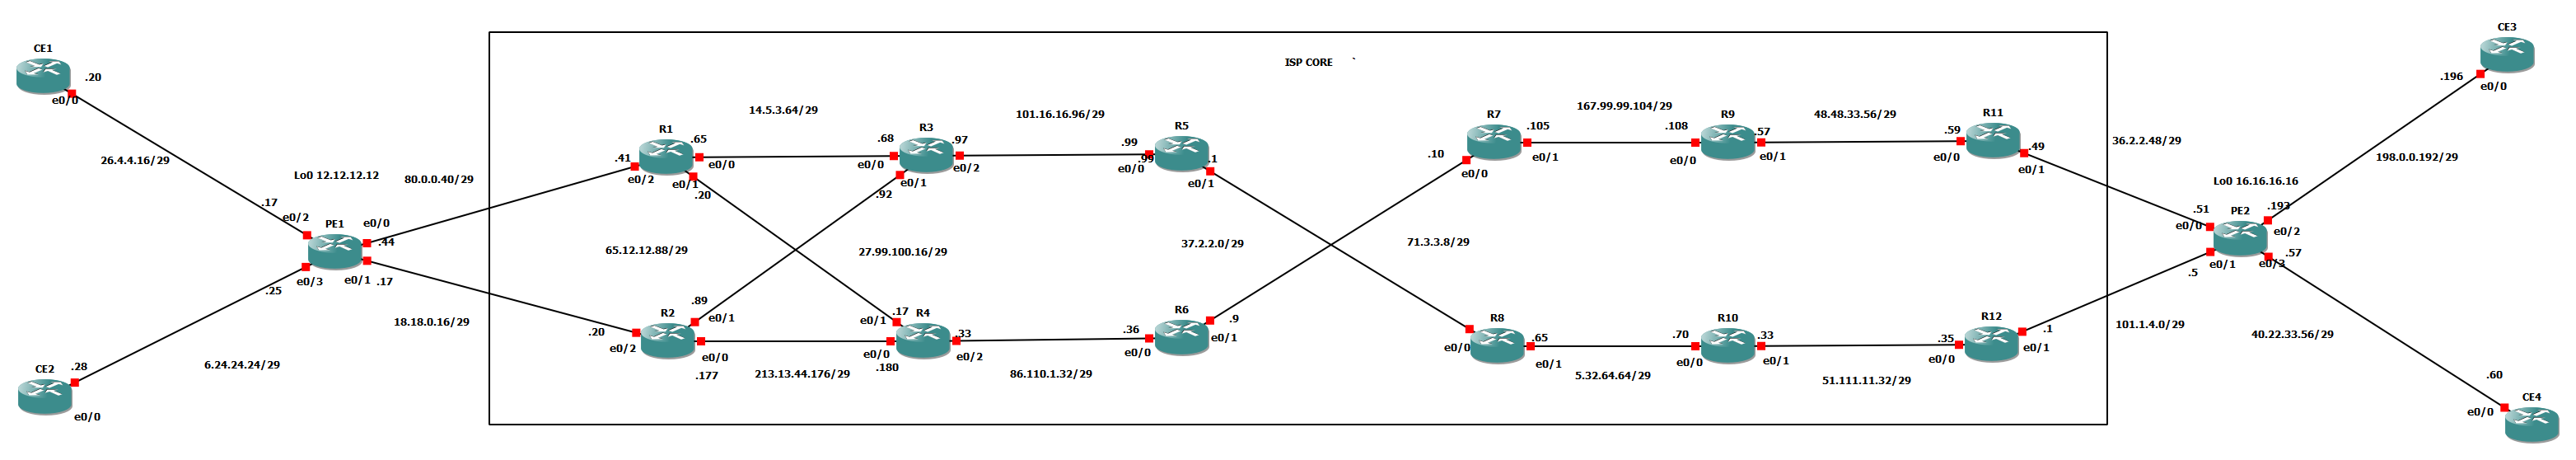 ISP CORE `
CE1
.20
e0/0
26.4.4.16/29
Lo0 12.12.12.12
.17
e0/2
PE1
e0/0
.44
80.0.0.40/29
e0/3
.25
e0/1
.17
18.18.0.16/29
6.24.24.24/29
CE2
.28
e0/0
R1
.41
e0/2
.65
e0/0
e0/1
.20
14.5.3.64/29
65.12.12.88/29
R2
.20
e0/2
.89
e0/1
e0/0
.177
213.13.44.176/29
R3
.68
e0/0
.97
e0/2
e0/1
.92
27.99.100.16/29
101.16.16.96/29
R4
.17
e0/1
e0/0
.180
.33
e0/2
86.110.1.32/29
R5
.99
.99
e0/0
.1
e0/1
37.2.2.0/29
R6
.36
e0/0
.9
e0/1
71.3.3.8/29
R7
.10
e0/0
.105
e0/1
167.99.99.104/29
R8
e0/0
.65
e0/1
5.32.64.64/29
R9
.108
e0/0
.57
e0/1
48.48.33.56/29
R10
.70
e0/0
.33
e0/1
51.111.11.32/29
R11
.59
e0/0
.49
e0/1
36.2.2.48/29
R12
.35
e0/0
.1
e0/1
101.1.4.0/29
Lo0 16.16.16.16
PE2
.51
e0/0
.193
e0/2
.5
e0/1
.57
e0/3
198.0.0.192/29
40.22.33.56/29
CE3
.196
e0/0
CE4
.60
e0/0